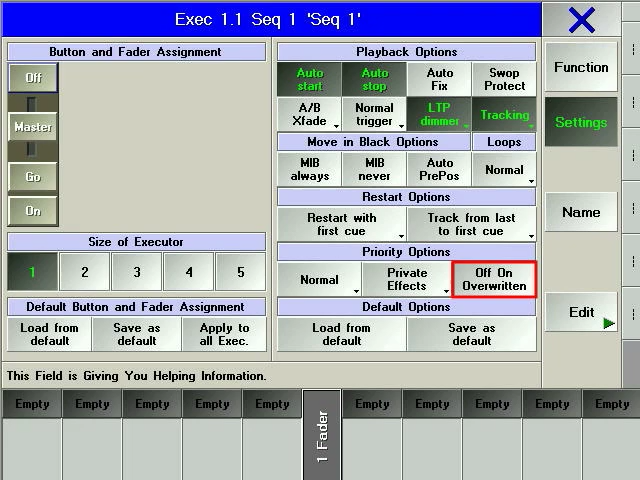 Exec 1.1 Seq 1 'Seq 1'
Button and Fader Assignment
Off
Master
Go
On
Size of Executor
1 2 3 4 5
Default Button and Fader Assignment
Load from
default
Save as
default
Apply to
all Exec.
Playback Options
Auto
start
Auto
stop
Auto
Fix
Swop
Protect
A/B
Xfade
Normal
trigger
LTP
dimmer
Tracking
Move in Black Options
Loops
MIB
always
MIB
never
Auto
PrePos
Normal
Restart Options
Restart with
first cue
Track from last
to first cue
Priority Options
Normal
Private
Effects
Off On
Overwritten
Default Options
Load from
default
Save as
default
Function
Settings
Name
Edit
This Field is Giving You Helping Information.
Empty Empty Empty Empty Empty
1 Fader
Empty Empty Empty Empty Empty